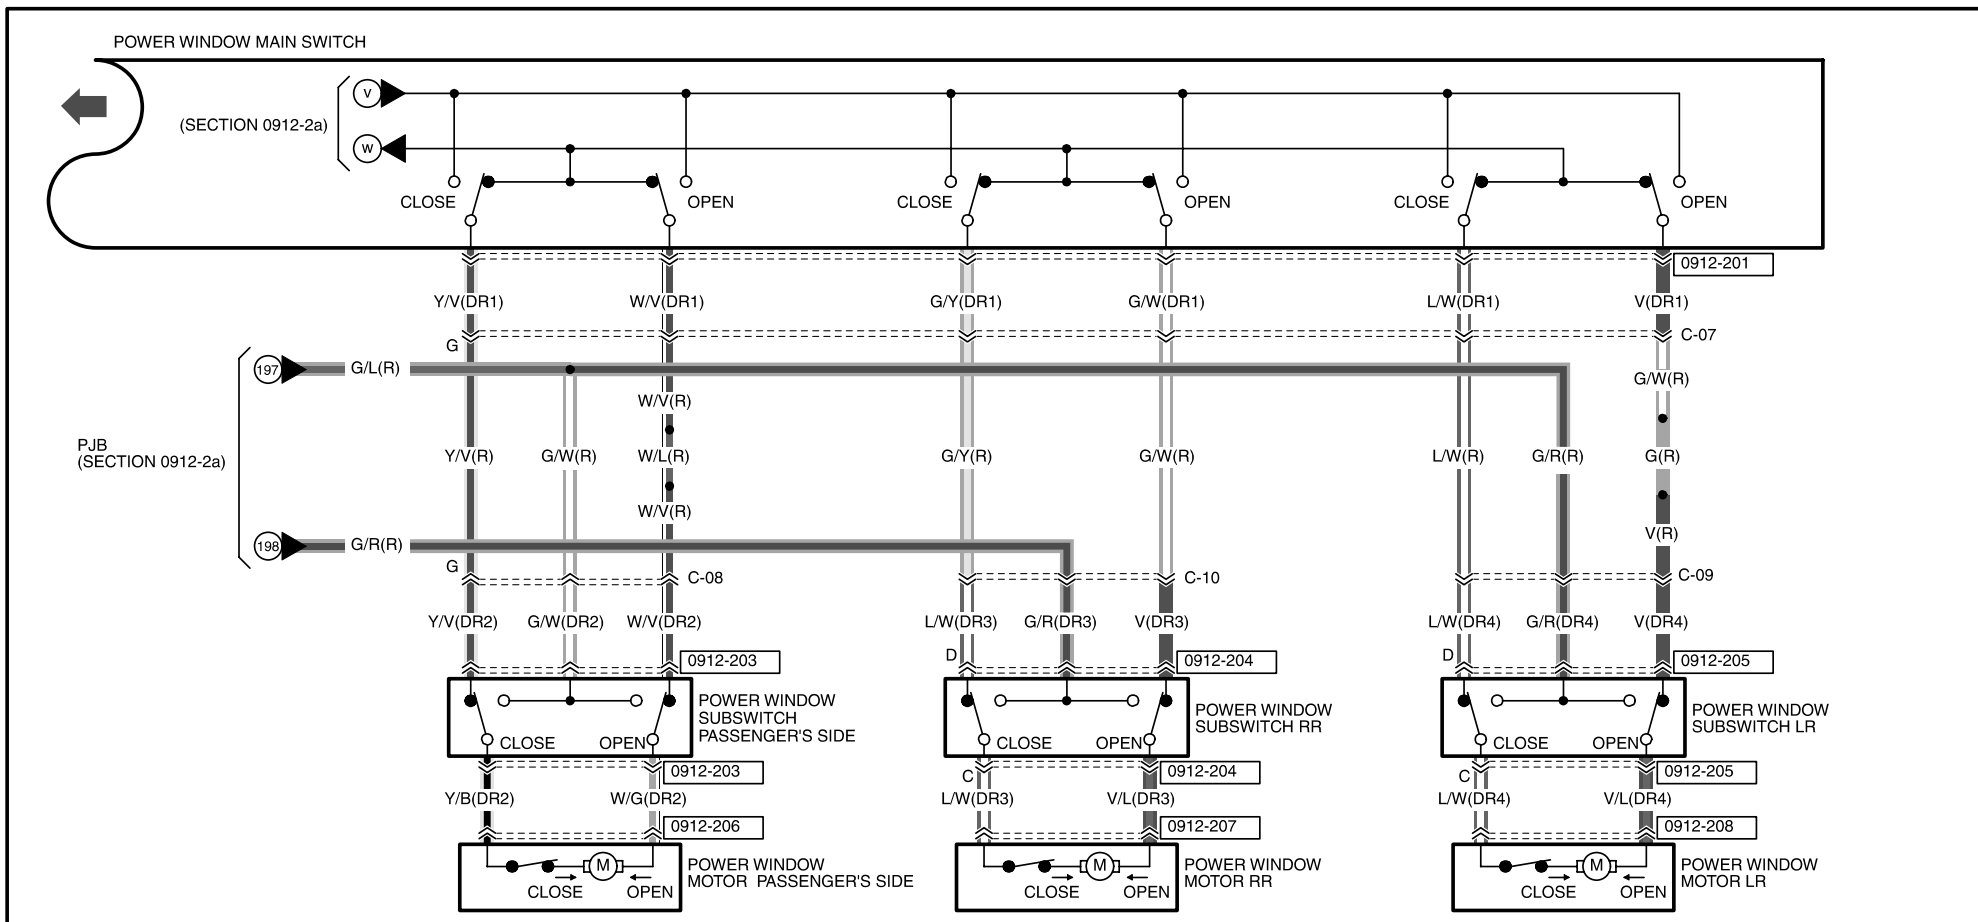 POWER WINDOW MAIN SWITCH
V
(SECTION 0912-2a)
W
CLOSE OPEN CLOSE OPEN CLOSE OPEN
0912-201
Y/V(DR1) W/V(DR1) G/Y(DR1) G/W(DR1) L/W(DR1) V(DR1)
G C-07
197 G/L(R) G/W(R)
W/V(R)
PJB
(SECTION 0912-2a)
Y/V(R) G/W(R) W/L(R) G/Y(R) G/W(R) L/W(R) G/R(R) G(R)
W/V(R)
V(R)
198 G/R(R)
G C-08 C-10 C-09
Y/V(DR2) G/W(DR2) W/V(DR2) L/W(DR3) G/R(DR3) V(DR3) L/W(DR4) G/R(DR4) V(DR4)
0912-203 D 0912-204 D 0912-205
POWER WINDOW
SUBSWITCH
PASSENGER'S SIDE
POWER WINDOW
SUBSWITCH RR
POWER WINDOW
SUBSWITCH LR
CLOSE OPEN CLOSE OPEN CLOSE OPEN
0912-203 C 0912-204 C 0912-205
Y/B(DR2) W/G(DR2) L/W(DR3) V/L(DR3) L/W(DR4) V/L(DR4)
0912-206 0912-207 0912-208
M M M
POWER WINDOW
MOTOR PASSENGER'S SIDE
POWER WINDOW
MOTOR RR
POWER WINDOW
MOTOR LR
CLOSE OPEN CLOSE OPEN CLOSE OPEN